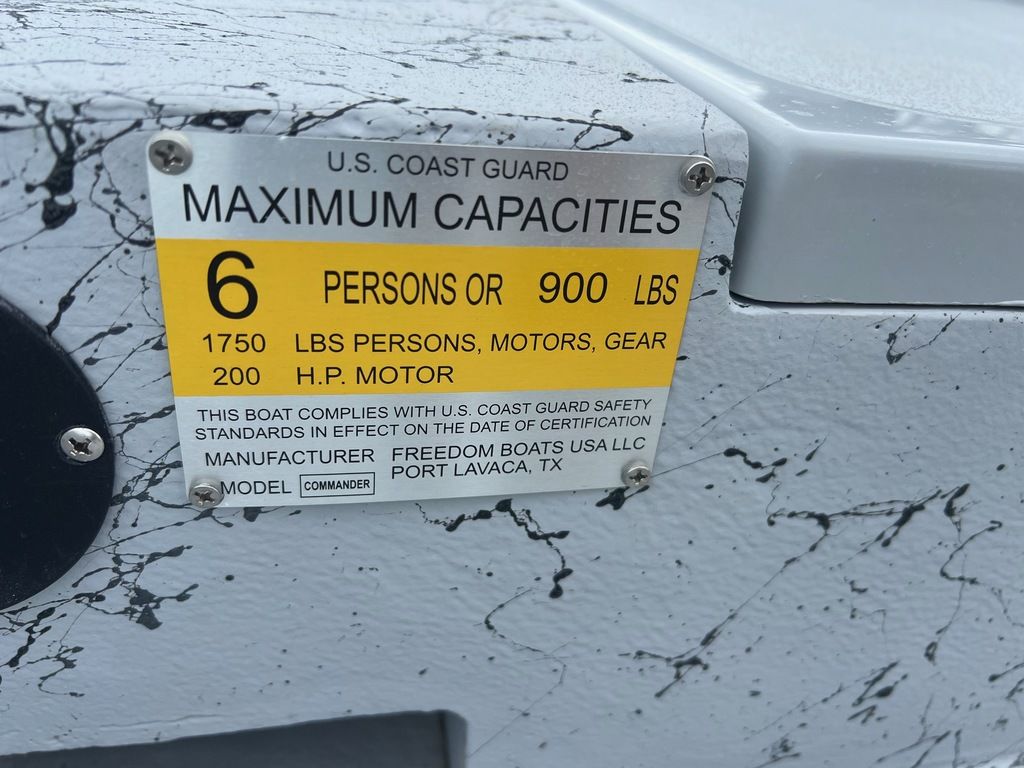 U.S. COAST GUARD
MAXIMUM CAPACITIES
6 PERSONS OR 900 LBS
1750 LBS PERSONS, MOTORS, GEAR
200 H.P. MOTOR
THIS BOAT COMPLIES WITH U.S. COAST GUARD SAFETY
STANDARDS IN EFFECT ON THE DATE OF CERTIFICATION
MANUFACTURER FREEDOM BOATS USA LLC
PORT LAVACA, TX
MODEL COMMANDER